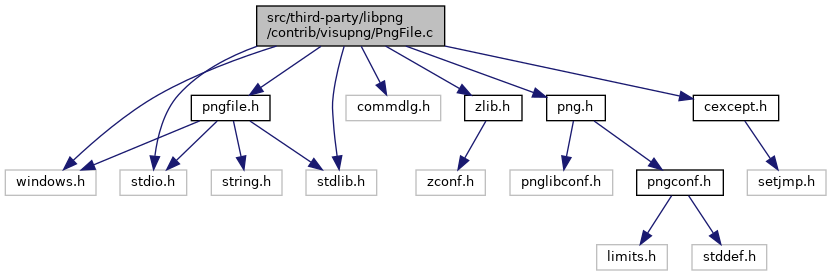 src/third-party/libpng
/contrib/visupng/PngFile.c
pngfile.h
commdlg.h
zlib.h
png.h
cexcept.h
windows.h
stdio.h
string.h
stdlib.h
zconf.h
pnglibconf.h
pngconf.h
setjmp.h
limits.h
stddef.h